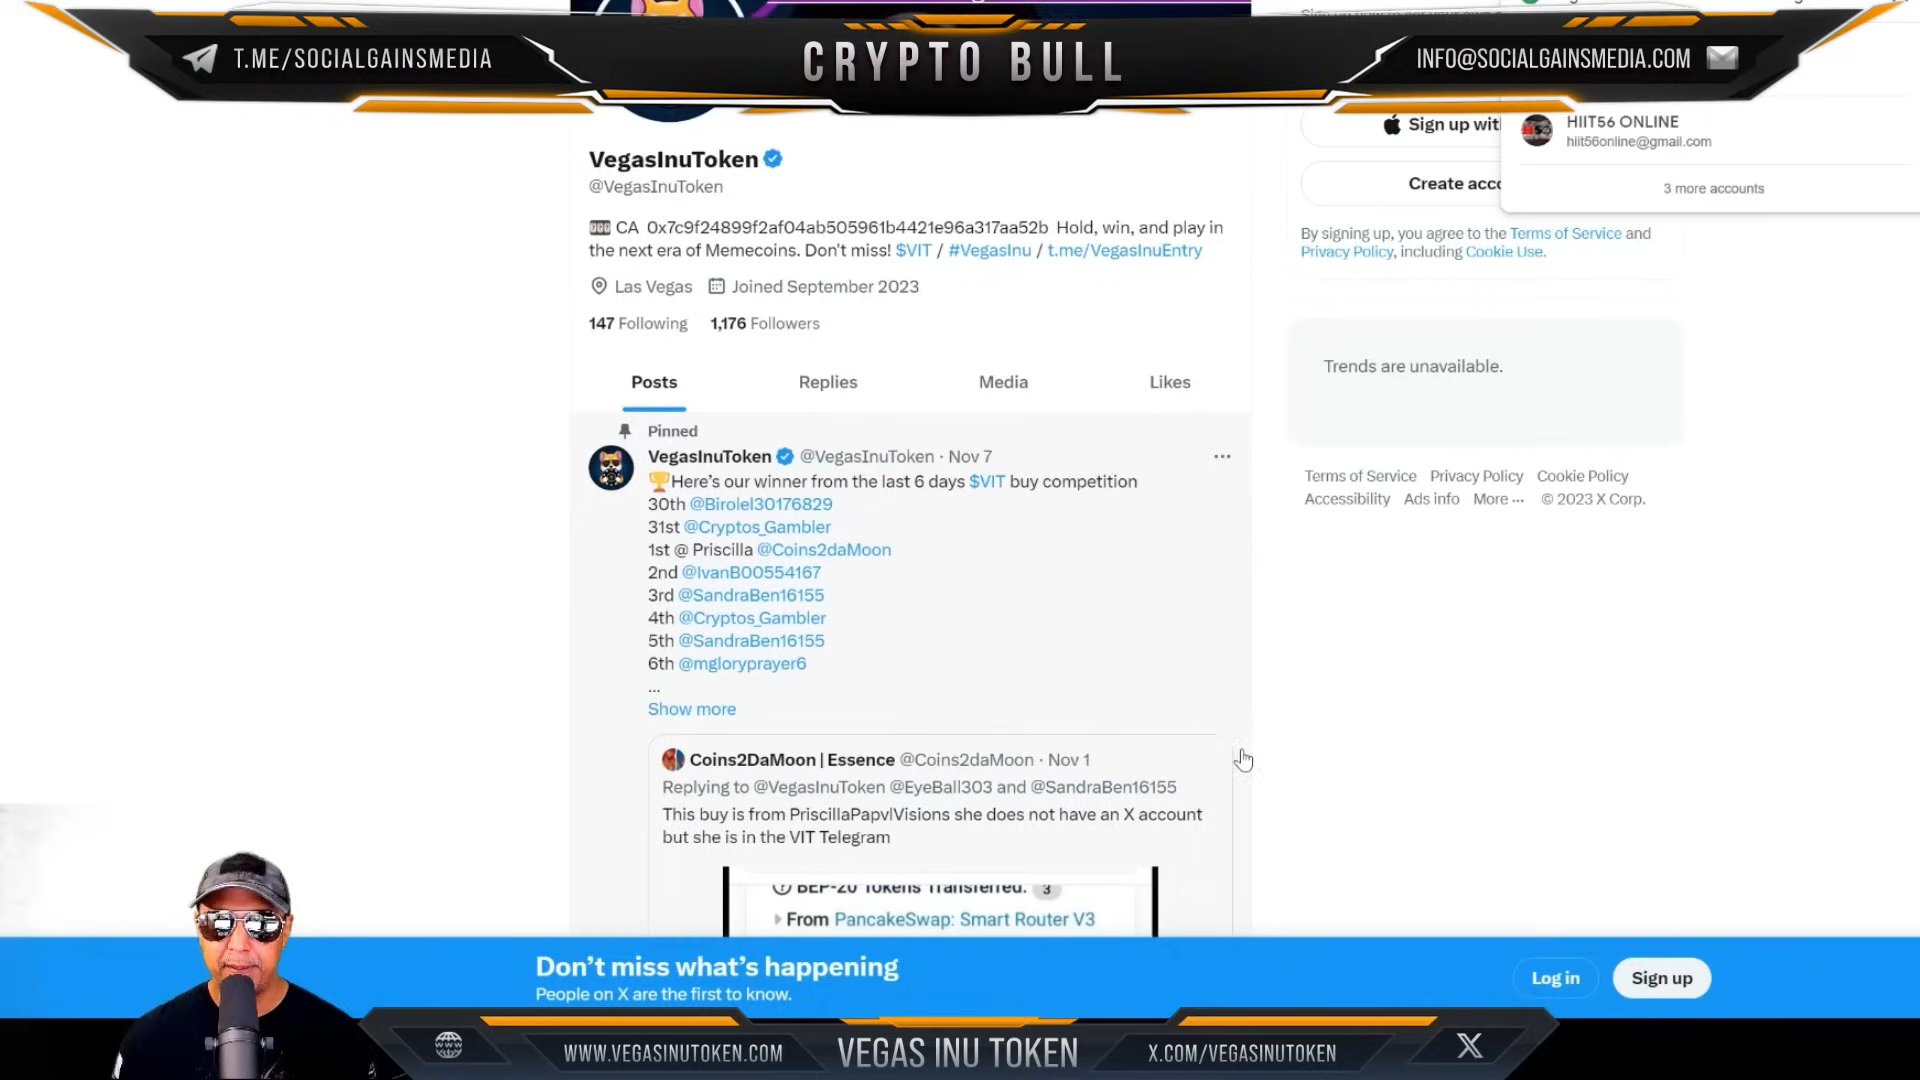 T.ME/SOCIALGAINSMEDIA
CRYPTO BULL
INFO@SOCIALGAINSMEDIA.COM
VegasInuToken
@VegasInuToken
CA 0x7c9f24899f2af04ab505961b4421e96a317aa52b Hold, win, and play in
the next era of Memecoins. Don't miss! $VIT / #VegasInu / t.me/VegasInuEntry
Las Vegas Joined September 2023
147 Following 1,176 Followers
Posts Replies Media Likes
Pinned
VegasInuToken @VegasInuToken · Nov 7
🏆Here's our winner from the last 6 days $VIT buy competition
30th @Birolel30176829
31st @Cryptos_Gambler
1st @ Priscilla @Coins2daMoon
2nd @IvanB00554167
3rd @SandraBen16155
4th @Cryptos_Gambler
5th @SandraBen16155
6th @mgloryprayer6
...
Show more
Coins2DaMoon | Essence @Coins2daMoon · Nov 1
Replying to @VegasInuToken @EyeBall303 and @SandraBen16155
This buy is from PriscillaPapvlVisions she does not have an X account
but she is in the VIT Telegram
BEP-20 Tokens Transferred: 3
From PancakeSwap: Smart Router V3
Sign up wit
Create acco
HIIT56 ONLINE
hiit56online@gmail.com
3 more accounts
By signing up, you agree to the Terms of Service and
Privacy Policy, including Cookie Use.
Trends are unavailable.
Terms of Service Privacy Policy Cookie Policy
Accessibility Ads info More ··· © 2023 X Corp.
Don't miss what's happening
People on X are the first to know.
Log in
Sign up
WWW.VEGASINUTOKEN.COM
VEGAS INU TOKEN
X.COM/VEGASINUTOKEN